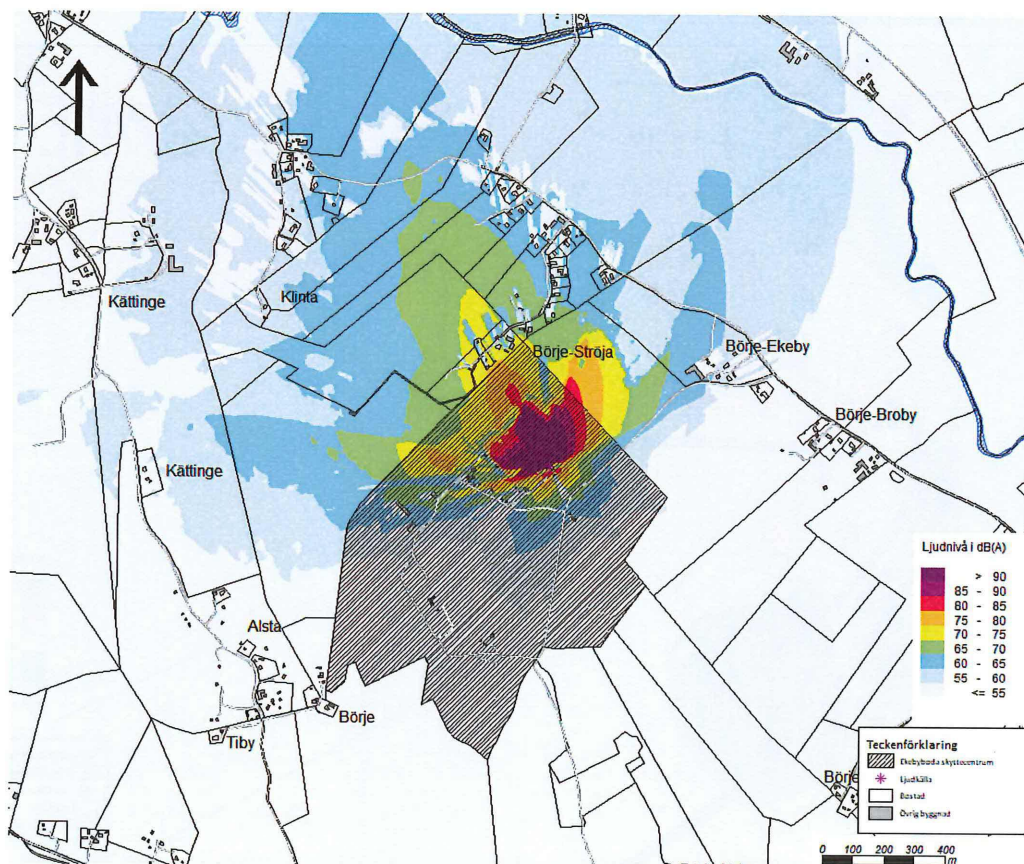 Klinta
Kättinge
Börje-Ströja
Börje-Ekeby
Börje-Broby
Kättinge
Alsta
Börje
Tiby
Börje
Ljudnivå i dB(A)
> 90
85 - 90
80 - 85
75 - 80
70 - 75
65 - 70
60 - 65
55 - 60
<= 55
Teckenförklaring
Ekebyboda skyttecentrum
Ljudkälla
Bostad
Övrig byggnad
0 100 200 300 400
m